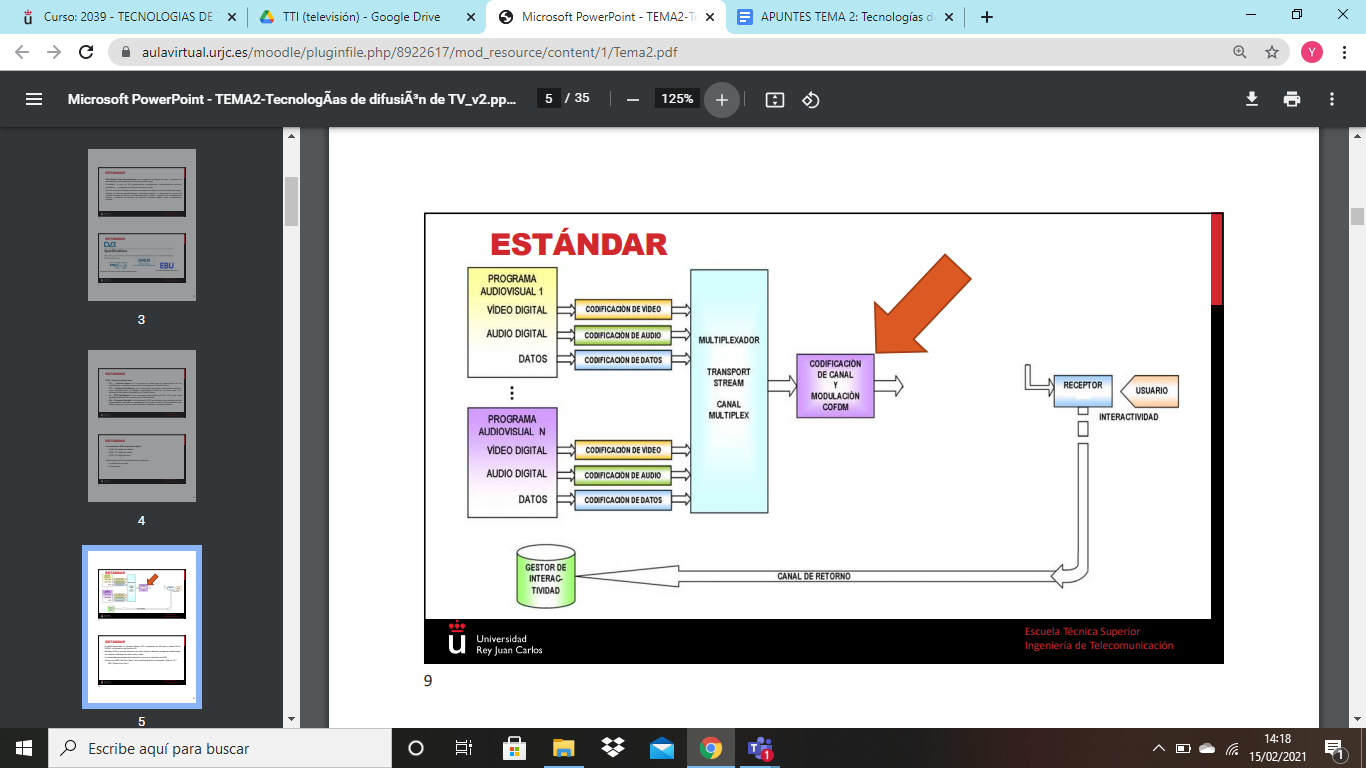 Curso: 2039 - TECNOLOGIAS DE T
TTI (televisión) - Google Drive
Microsoft PowerPoint - TEMA2-Te
APUNTES TEMA 2: Tecnologías de
aulavirtual.urjc.es/moodle/pluginfile.php/8922617/mod_resource/content/1/Tema2.pdf
Y
Microsoft PowerPoint - TEMA2-TecnologÃas de difusiÃ³n de TV_v2.pp...
5 / 35
125%
3
4
5
ESTÁNDAR
PROGRAMA
AUDIOVISUAL 1
VÍDEO DIGITAL
AUDIO DIGITAL
DATOS
CODIFICACIÓN DE VÍDEO
CODIFICACIÓN DE AUDIO
CODIFICACIÓN DE DATOS
PROGRAMA
AUDIOVISUAL N
VÍDEO DIGITAL
AUDIO DIGITAL
DATOS
CODIFICACIÓN DE VÍDEO
CODIFICACIÓN DE AUDIO
CODIFICACIÓN DE DATOS
MULTIPLEXADOR
TRANSPORT
STREAM
CANAL
MULTIPLEX
CODIFICACIÓN
DE CANAL
Y
MODULACIÓN
COFDM
RECEPTOR
USUARIO
INTERACTIVIDAD
GESTOR DE
INTERAC-
TIVIDAD
CANAL DE RETORNO
Universidad
Rey Juan Carlos
Escuela Técnica Superior
Ingeniería de Telecomunicación
9
Escribe aquí para buscar
1
14:18
15/02/2021
1